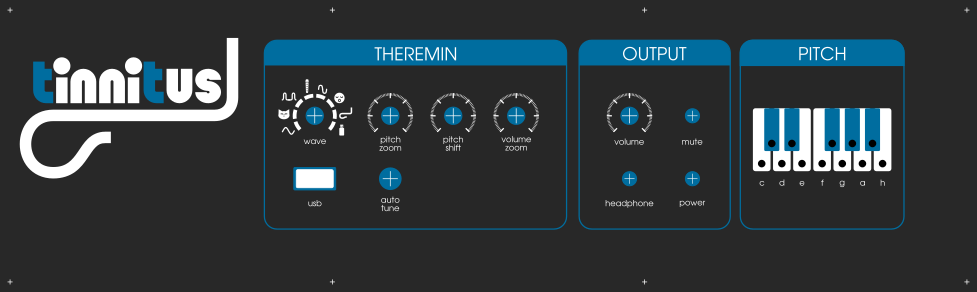 tinnitus
THEREMIN
wave
pitch
zoom
pitch
shift
volume
zoom
usb
auto
tune
OUTPUT
volume
mute
headphone
power
PITCH
c d e f g a h